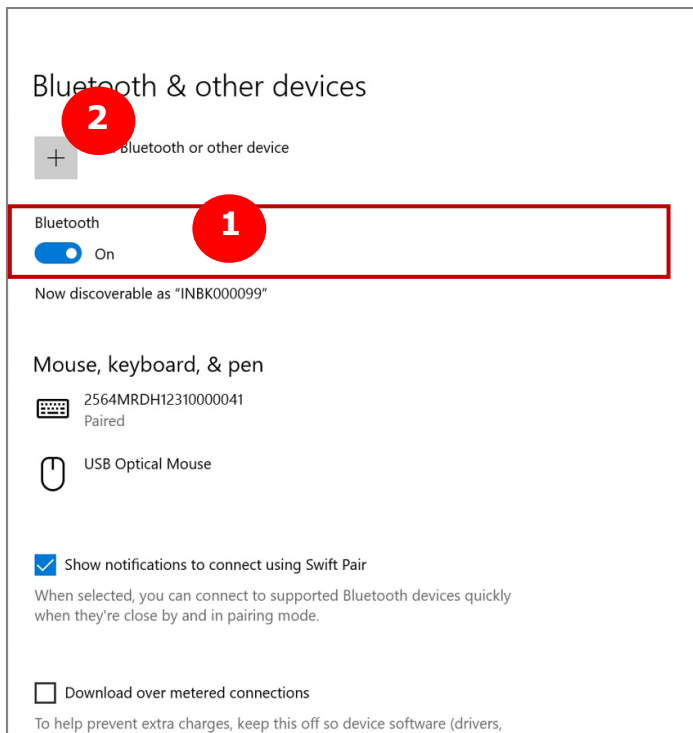 Bluetooth & other devices
2
Bluetooth or other device
Bluetooth
1
On
Now discoverable as “INBK000099”
Mouse, keyboard, & pen
2564MRDH12310000041
Paired
USB Optical Mouse
Show notifications to connect using Swift Pair
When selected, you can connect to supported Bluetooth devices quickly
when they're close by and in pairing mode.
Download over metered connections
To help prevent extra charges, keep this off so device software (drivers,